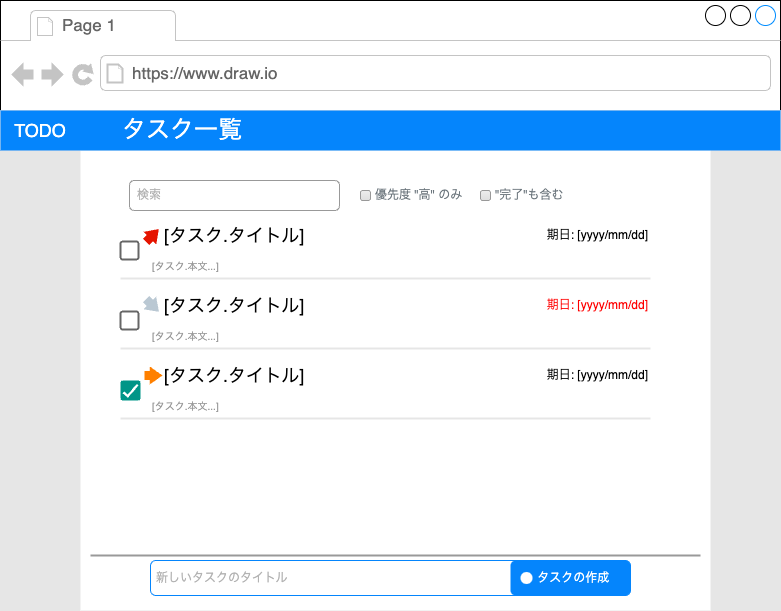 Page 1
https://www.draw.io
TODO タスク一覧
検索 優先度 "高" のみ "完了"も含む
[タスク.タイトル] 期日: [yyyy/mm/dd]
[タスク.本文...]
[タスク.タイトル] 期日: [yyyy/mm/dd]
[タスク.本文...]
[タスク.タイトル] 期日: [yyyy/mm/dd]
[タスク.本文...]
新しいタスクのタイトル タスクの作成